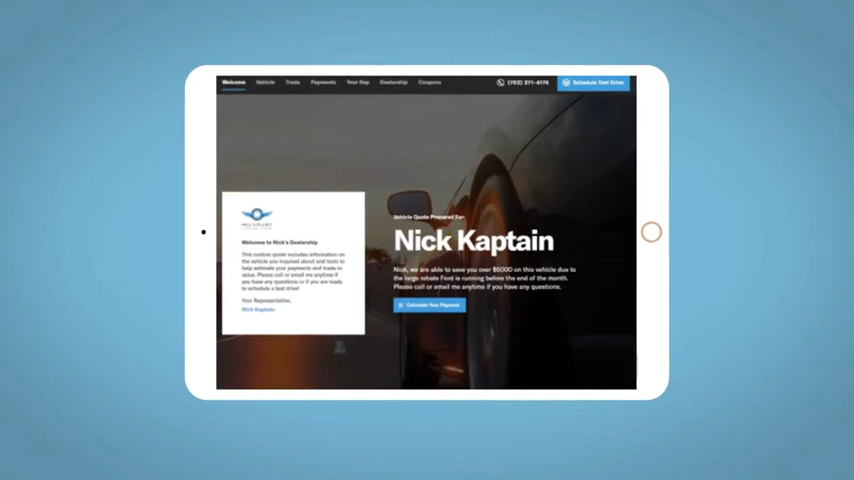 Welcome Vehicle Trade Payments Your Rep Dealership Coupons (702) 371-4175 Schedule Test Drive
Welcome to Nick's Dealership
This custom quote includes information on
the vehicle you inquired about and tools to
help estimate your payments and trade-in
value. Please call or email me anytime if
you have any questions or if you are ready
to schedule a test drive!
Your Representative,
Nick Kaptain
Vehicle Quote Prepared For:
Nick Kaptain
Nick, we are able to save you over $6000 on this vehicle due to
the large rebate Ford is running before the end of the month.
Please call or email me anytime if you have any questions.
Calculate Your Payment